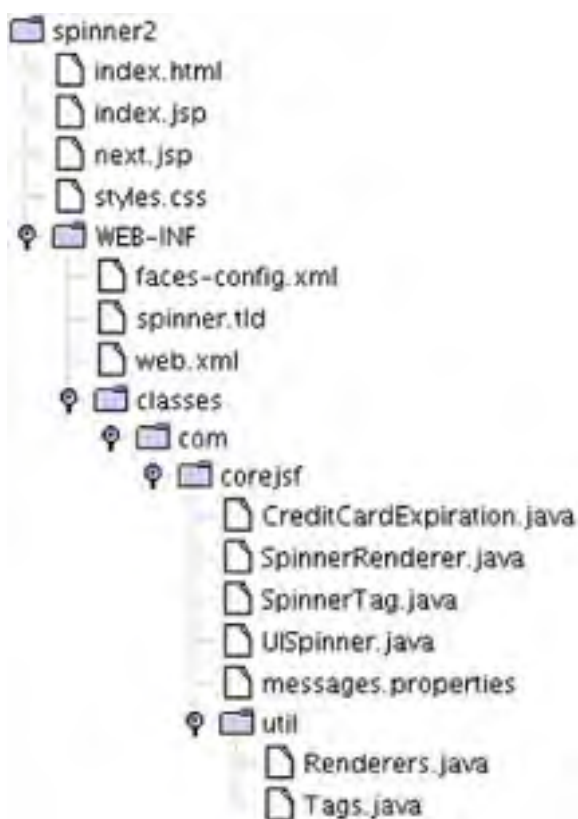 spinner2
index.html
index.jsp
next.jsp
styles.css
WEB-INF
faces-config.xml
spinner.tld
web.xml
classes
com
corejsf
CreditCardExpiration.java
SpinnerRenderer.java
SpinnerTag.java
UISpinner.java
messages.properties
util
Renderers.java
Tags.java